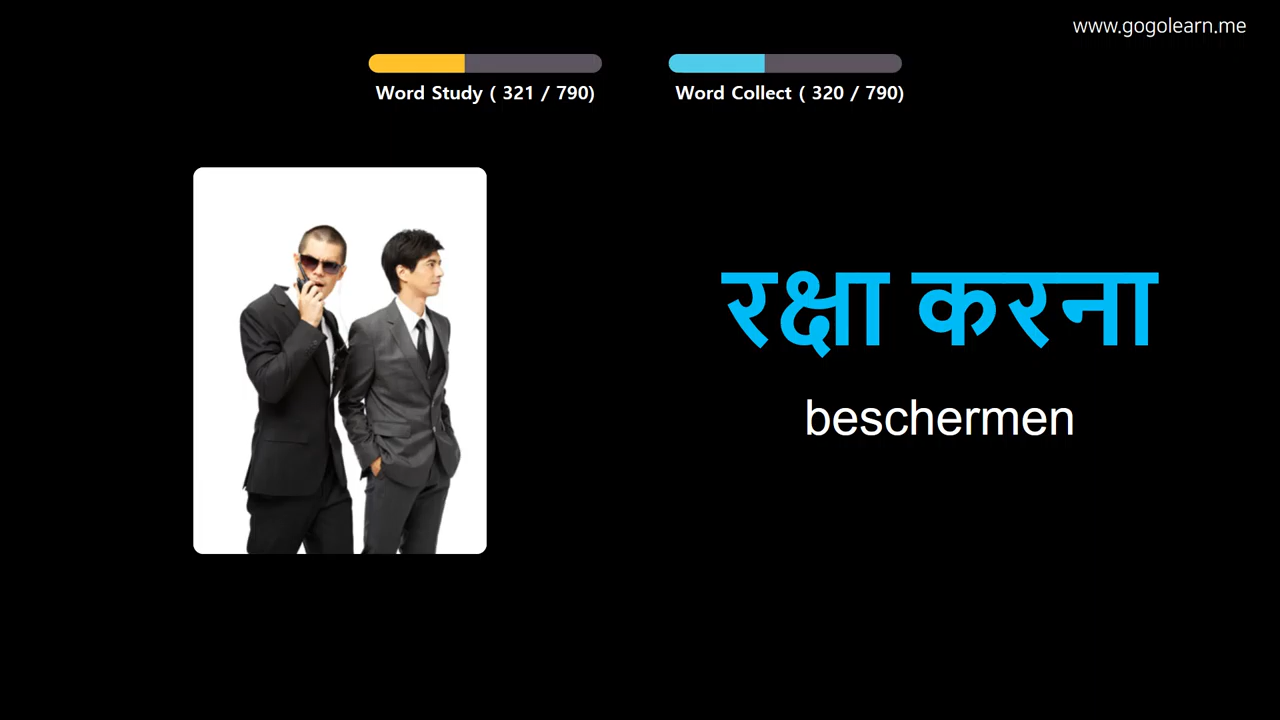 www.gogolearn.me
Word Study ( 321 / 790)
Word Collect ( 320 / 790)
रक्षा करना
beschermen